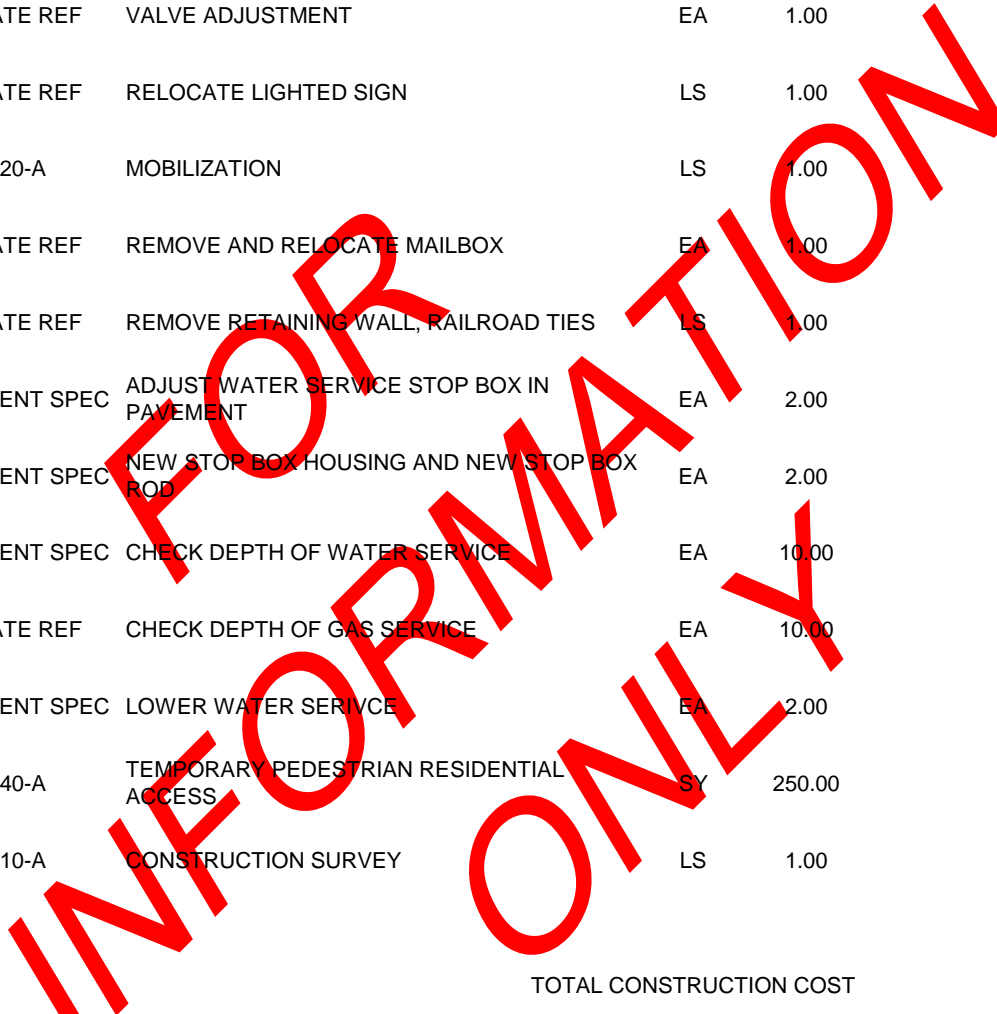 ATE REF VALVE ADJUSTMENT EA 1.00
ATE REF RELOCATE LIGHTED SIGN LS 1.00
20-A MOBILIZATION LS 1.00
ATE REF REMOVE AND RELOCATE MAILBOX EA 1.00
ATE REF REMOVE RETAINING WALL, RAILROAD TIES LS 1.00
ENT SPEC ADJUST WATER SERVICE STOP BOX IN
PAVEMENT EA 2.00
ENT SPEC NEW STOP BOX HOUSING AND NEW STOP BOX
ROD EA 2.00
ENT SPEC CHECK DEPTH OF WATER SERVICE EA 10.00
ATE REF CHECK DEPTH OF GAS SERVICE EA 10.00
ENT SPEC LOWER WATER SERIVCE EA 2.00
40-A TEMPORARY PEDESTRIAN RESIDENTIAL
ACCESS SY 250.00
10-A CONSTRUCTION SURVEY LS 1.00
TOTAL CONSTRUCTION COST
FOR
INFORMATION
ONLY